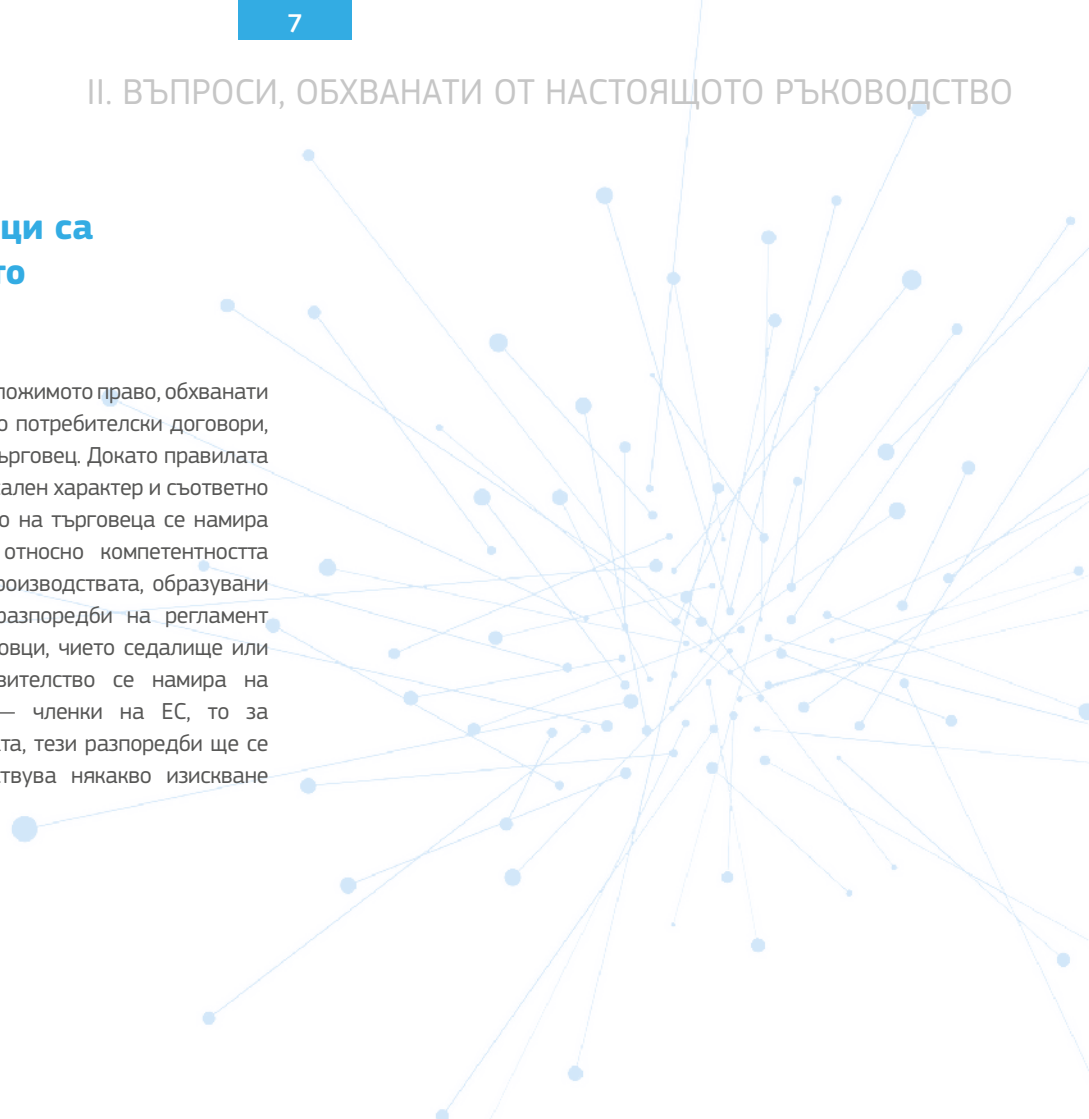 7
II. ВЪПРОСИ, ОБХВАНАТИ ОТ НАСТОЯЩОТО РЪКОВОДСТВО
ци са
то
ложимото право, обхванати
о потребителски договори,
ърговец. Докато правилата
ален характер и съответно
о на търговеца се намира
относно компетентността
роизводствата, образувани
разпоредби на регламент
овци, чието седалище или
вителство се намира на
— членки на ЕС, то за
та, тези разпоредби ще се
твува някакво изискване